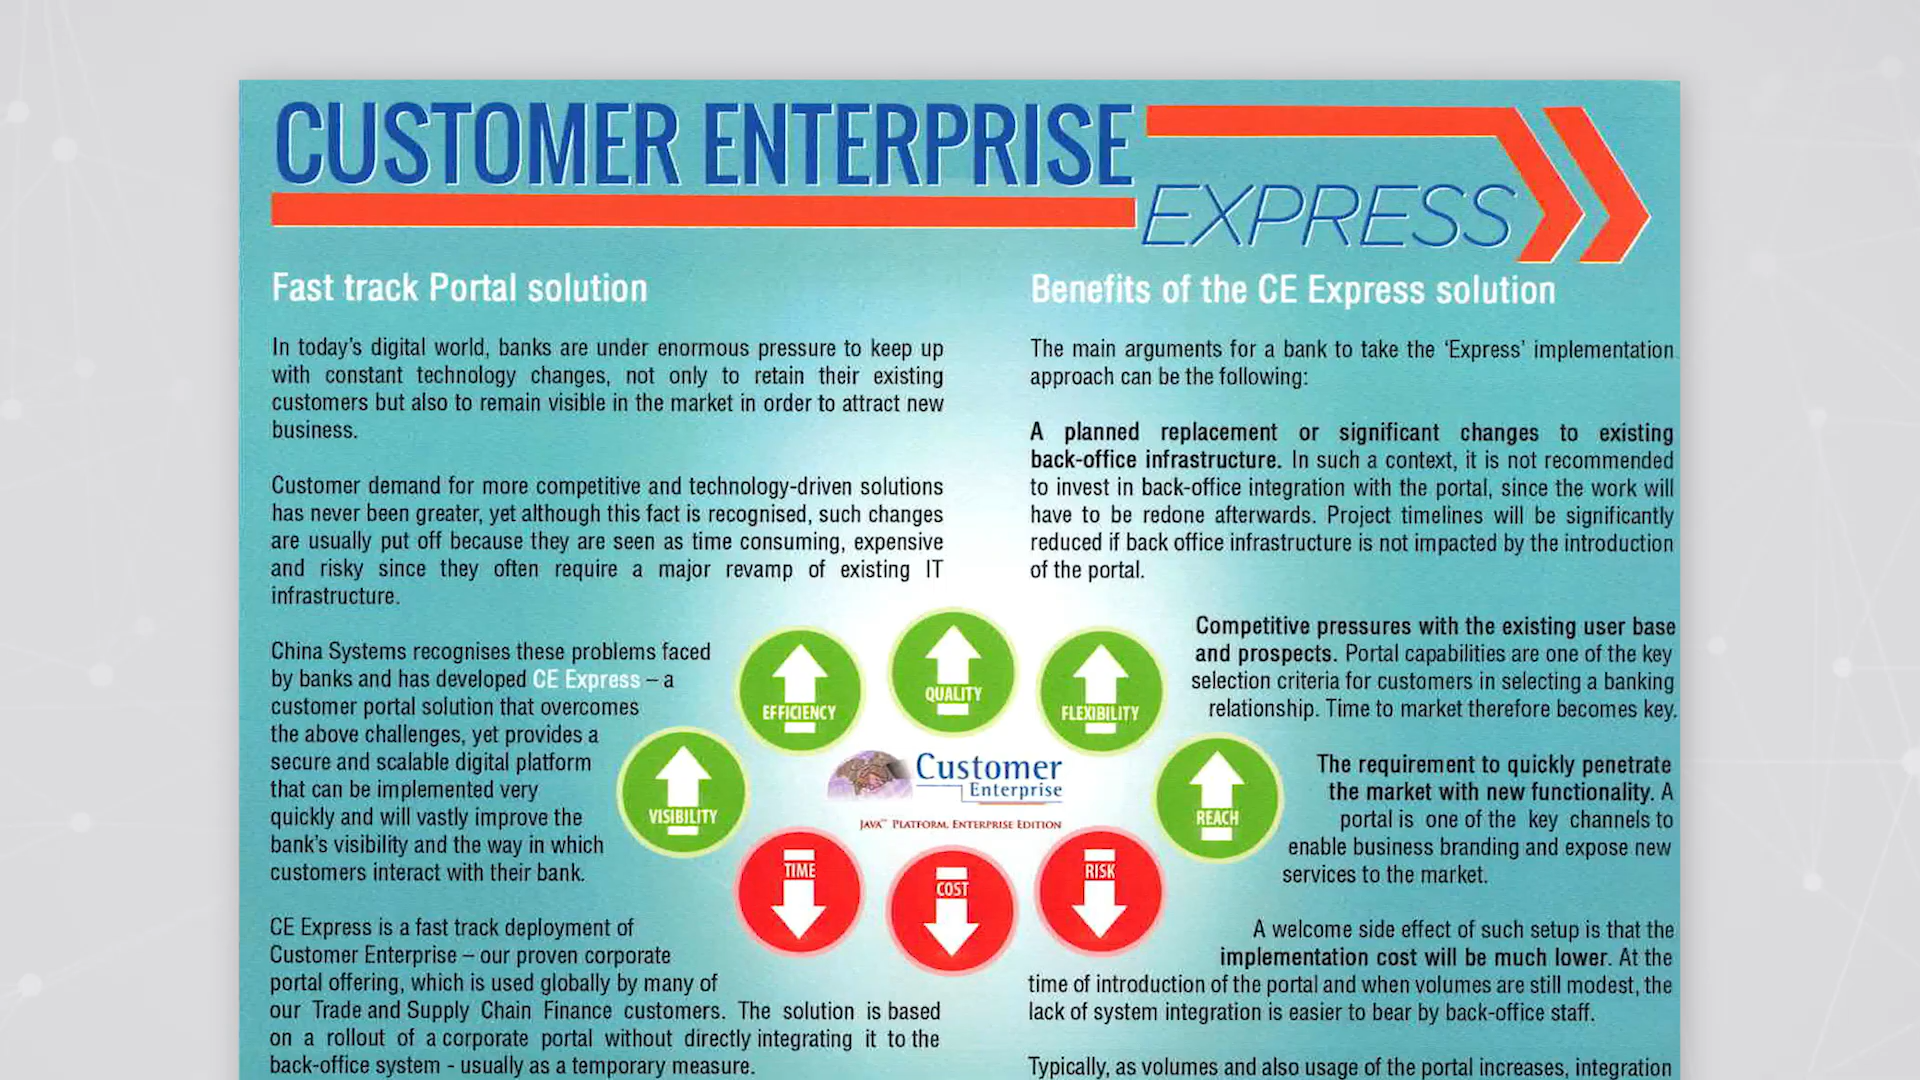 CUSTOMER ENTERPRISE
EXPRESS
Fast track Portal solution
In today's digital world, banks are under enormous pressure to keep up
with constant technology changes, not only to retain their existing
customers but also to remain visible in the market in order to attract new
business.
Customer demand for more competitive and technology-driven solutions
has never been greater, yet although this fact is recognised, such changes
are usually put off because they are seen as time consuming, expensive
and risky since they often require a major revamp of existing IT
infrastructure.
China Systems recognises these problems faced
by banks and has developed CE Express – a
customer portal solution that overcomes
the above challenges, yet provides a
secure and scalable digital platform
that can be implemented very
quickly and will vastly improve the
bank's visibility and the way in which
customers interact with their bank.
CE Express is a fast track deployment of
Customer Enterprise – our proven corporate
portal offering, which is used globally by many of
our Trade and Supply Chain Finance customers. The solution is based
on a rollout of a corporate portal without directly integrating it to the
back-office system - usually as a temporary measure.
VISIBILITY
EFFICIENCY
QUALITY
FLEXIBILITY
REACH
Customer
Enterprise
JAVA™ PLATFORM, ENTERPRISE EDITION
TIME
COST
RISK
Benefits of the CE Express solution
The main arguments for a bank to take the ‘Express’ implementation
approach can be the following:
A planned replacement or significant changes to existing
back-office infrastructure. In such a context, it is not recommended
to invest in back-office integration with the portal, since the work will
have to be redone afterwards. Project timelines will be significantly
reduced if back office infrastructure is not impacted by the introduction
of the portal.
Competitive pressures with the existing user base
and prospects. Portal capabilities are one of the key
selection criteria for customers in selecting a banking
relationship. Time to market therefore becomes key.
The requirement to quickly penetrate
the market with new functionality. A
portal is one of the key channels to
enable business branding and expose new
services to the market.
A welcome side effect of such setup is that the
implementation cost will be much lower. At the
time of introduction of the portal and when volumes are still modest, the
lack of system integration is easier to bear by back-office staff.
Typically, as volumes and also usage of the portal increases, integration